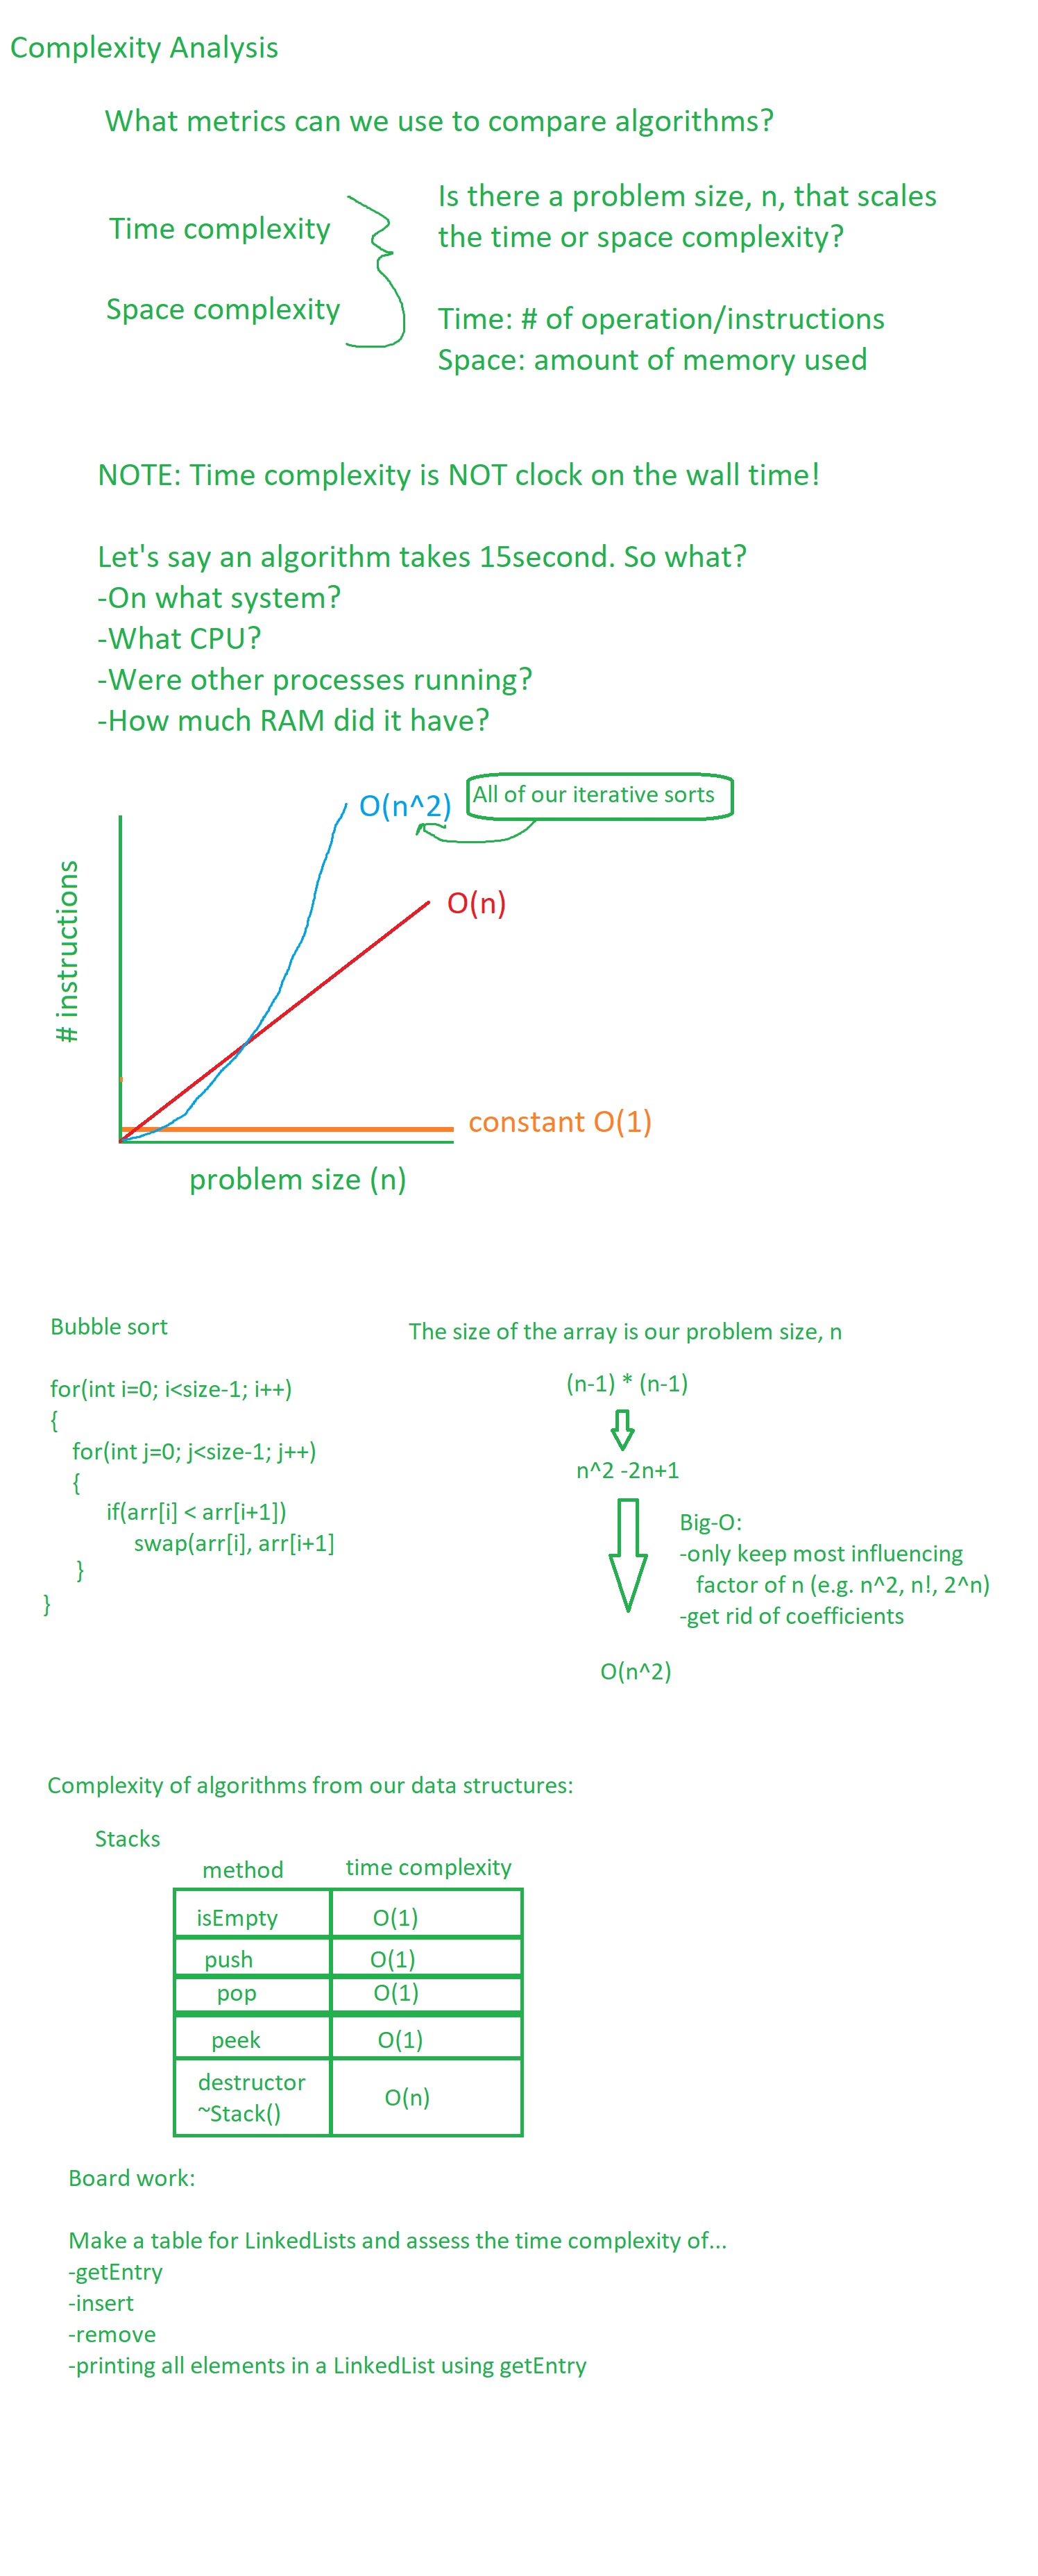 Complexity Analysis
What metrics can we use to compare algorithms?
Time complexity
Space complexity
Is there a problem size, n, that scales
the time or space complexity?
Time: # of operation/instructions
Space: amount of memory used
NOTE: Time complexity is NOT clock on the wall time!
Let's say an algorithm takes 15second. So what?
-On what system?
-What CPU?
-Were other processes running?
-How much RAM did it have?
O(n^2)
All of our iterative sorts
O(n)
# instructions
constant O(1)
problem size (n)
Bubble sort
for(int i=0; i<size-1; i++)
{
for(int j=0; j<size-1; j++)
{
if(arr[i] < arr[i+1])
swap(arr[i], arr[i+1]
}
}
The size of the array is our problem size, n
(n-1) * (n-1)
n^2 -2n+1
Big-O:
-only keep most influencing
factor of n (e.g. n^2, n!, 2^n)
-get rid of coefficients
O(n^2)
Complexity of algorithms from our data structures:
Stacks
method time complexity
isEmpty O(1)
push O(1)
pop O(1)
peek O(1)
destructor
~Stack() O(n)
Board work:
Make a table for LinkedLists and assess the time complexity of...
-getEntry
-insert
-remove
-printing all elements in a LinkedList using getEntry